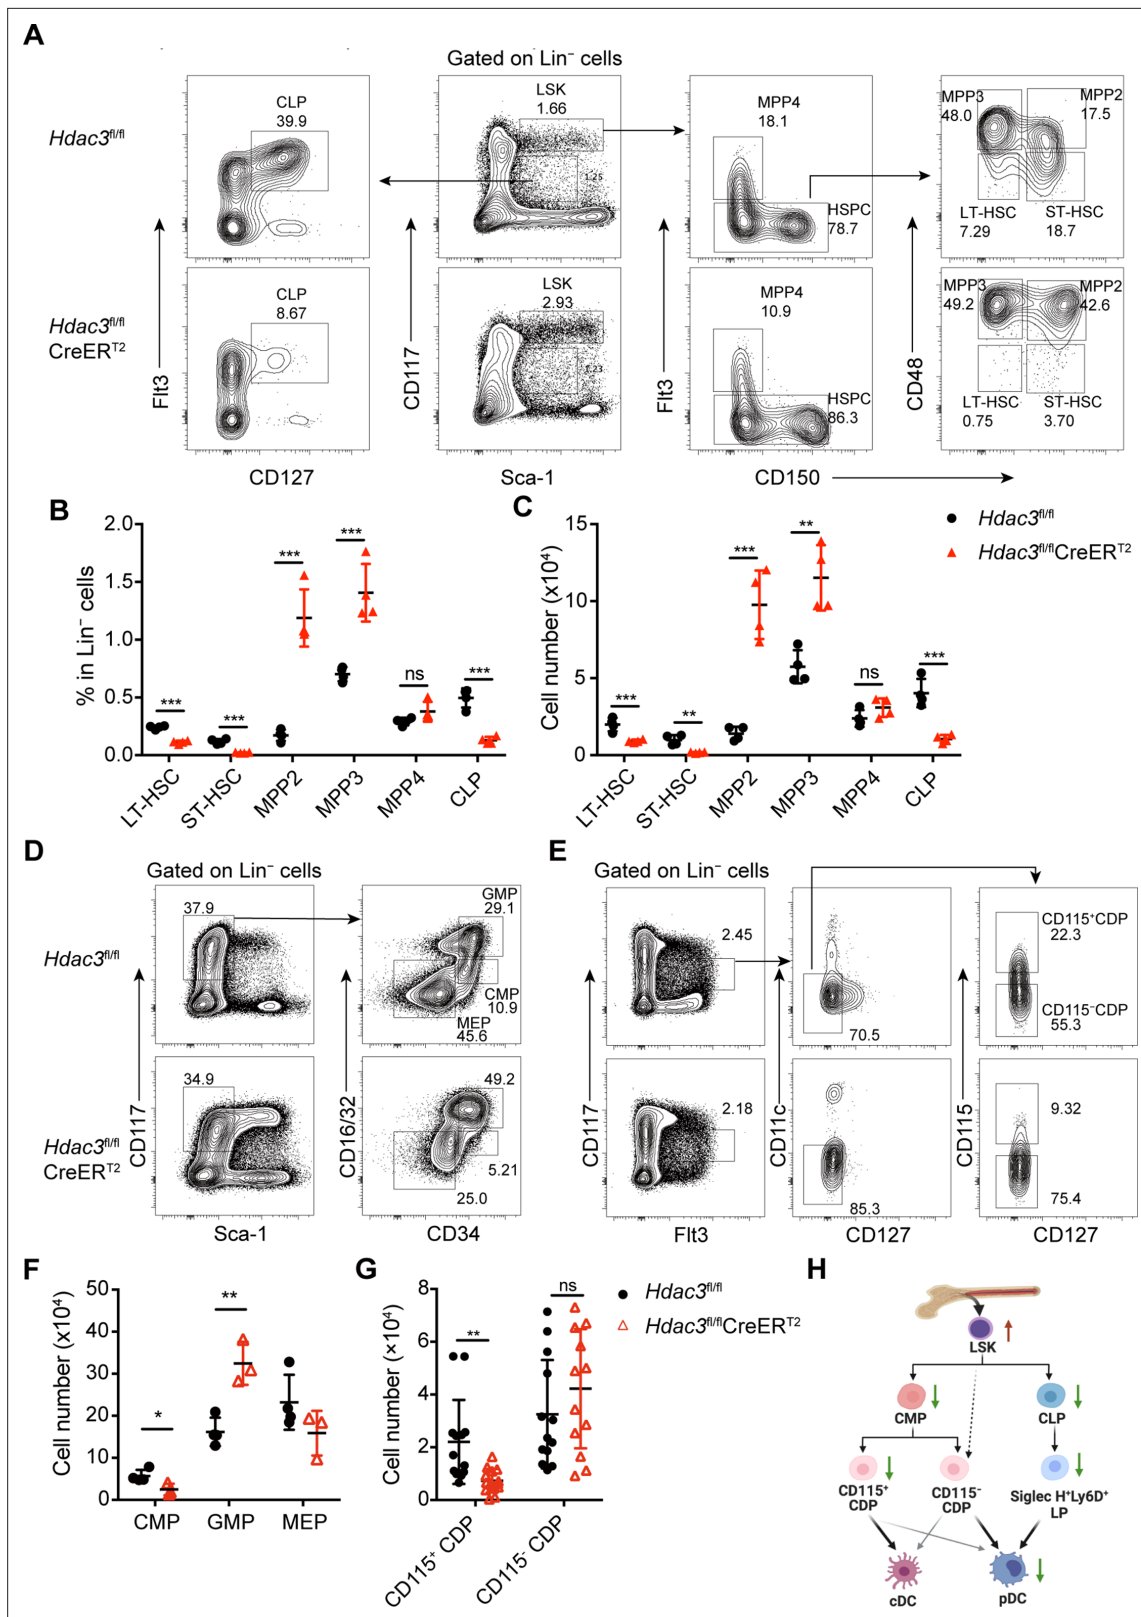 A
Gated on Lin⁻ cells
Hdac3fl/fl
CLP
39.9
LSK
1.66
1.25
MPP4
18.1
HSPC
78.7
MPP3
48.0
MPP2
17.5
LT-HSC
7.29
ST-HSC
18.7
Hdac3fl/fl
CreERT2
CLP
8.67
LSK
2.93
1.23
MPP4
10.9
HSPC
86.3
MPP3
49.2
MPP2
42.6
LT-HSC
0.75
ST-HSC
3.70
Flt3
CD117
Flt3
CD48
CD127
Sca-1
CD150
B
% in Lin⁻ cells
2.0
1.5
1.0
0.5
0.0
***
***
***
***
ns
***
LT-HSC
ST-HSC
MPP2
MPP3
MPP4
CLP
C
Cell number (x10⁴)
15
10
5
0
***
**
***
**
ns
***
LT-HSC
ST-HSC
MPP2
MPP3
MPP4
CLP
Hdac3fl/fl
Hdac3fl/flCreERT2
D
Gated on Lin⁻ cells
Hdac3fl/fl
37.9
GMP
29.1
CMP
10.9
MEP
45.6
Hdac3fl/fl
CreERT2
34.9
49.2
5.21
25.0
CD117
CD16/32
Sca-1
CD34
E
Gated on Lin⁻ cells
2.45
70.5
CD115⁺CDP
22.3
CD115⁻CDP
55.3
2.18
85.3
9.32
75.4
CD117
CD11c
CD115
Flt3
CD127
CD127
F
Cell number (x10⁴)
50
40
30
20
10
0
*
**
CMP
GMP
MEP
G
Cell number (×10⁴)
8
6
4
2
0
**
ns
CD115⁺ CDP
CD115⁻ CDP
Hdac3fl/fl
Hdac3fl/flCreERT2
H
LSK
CMP
CLP
CD115⁺
CDP
CD115⁻
CDP
Siglec H⁺Ly6D⁺
LP
cDC
pDC